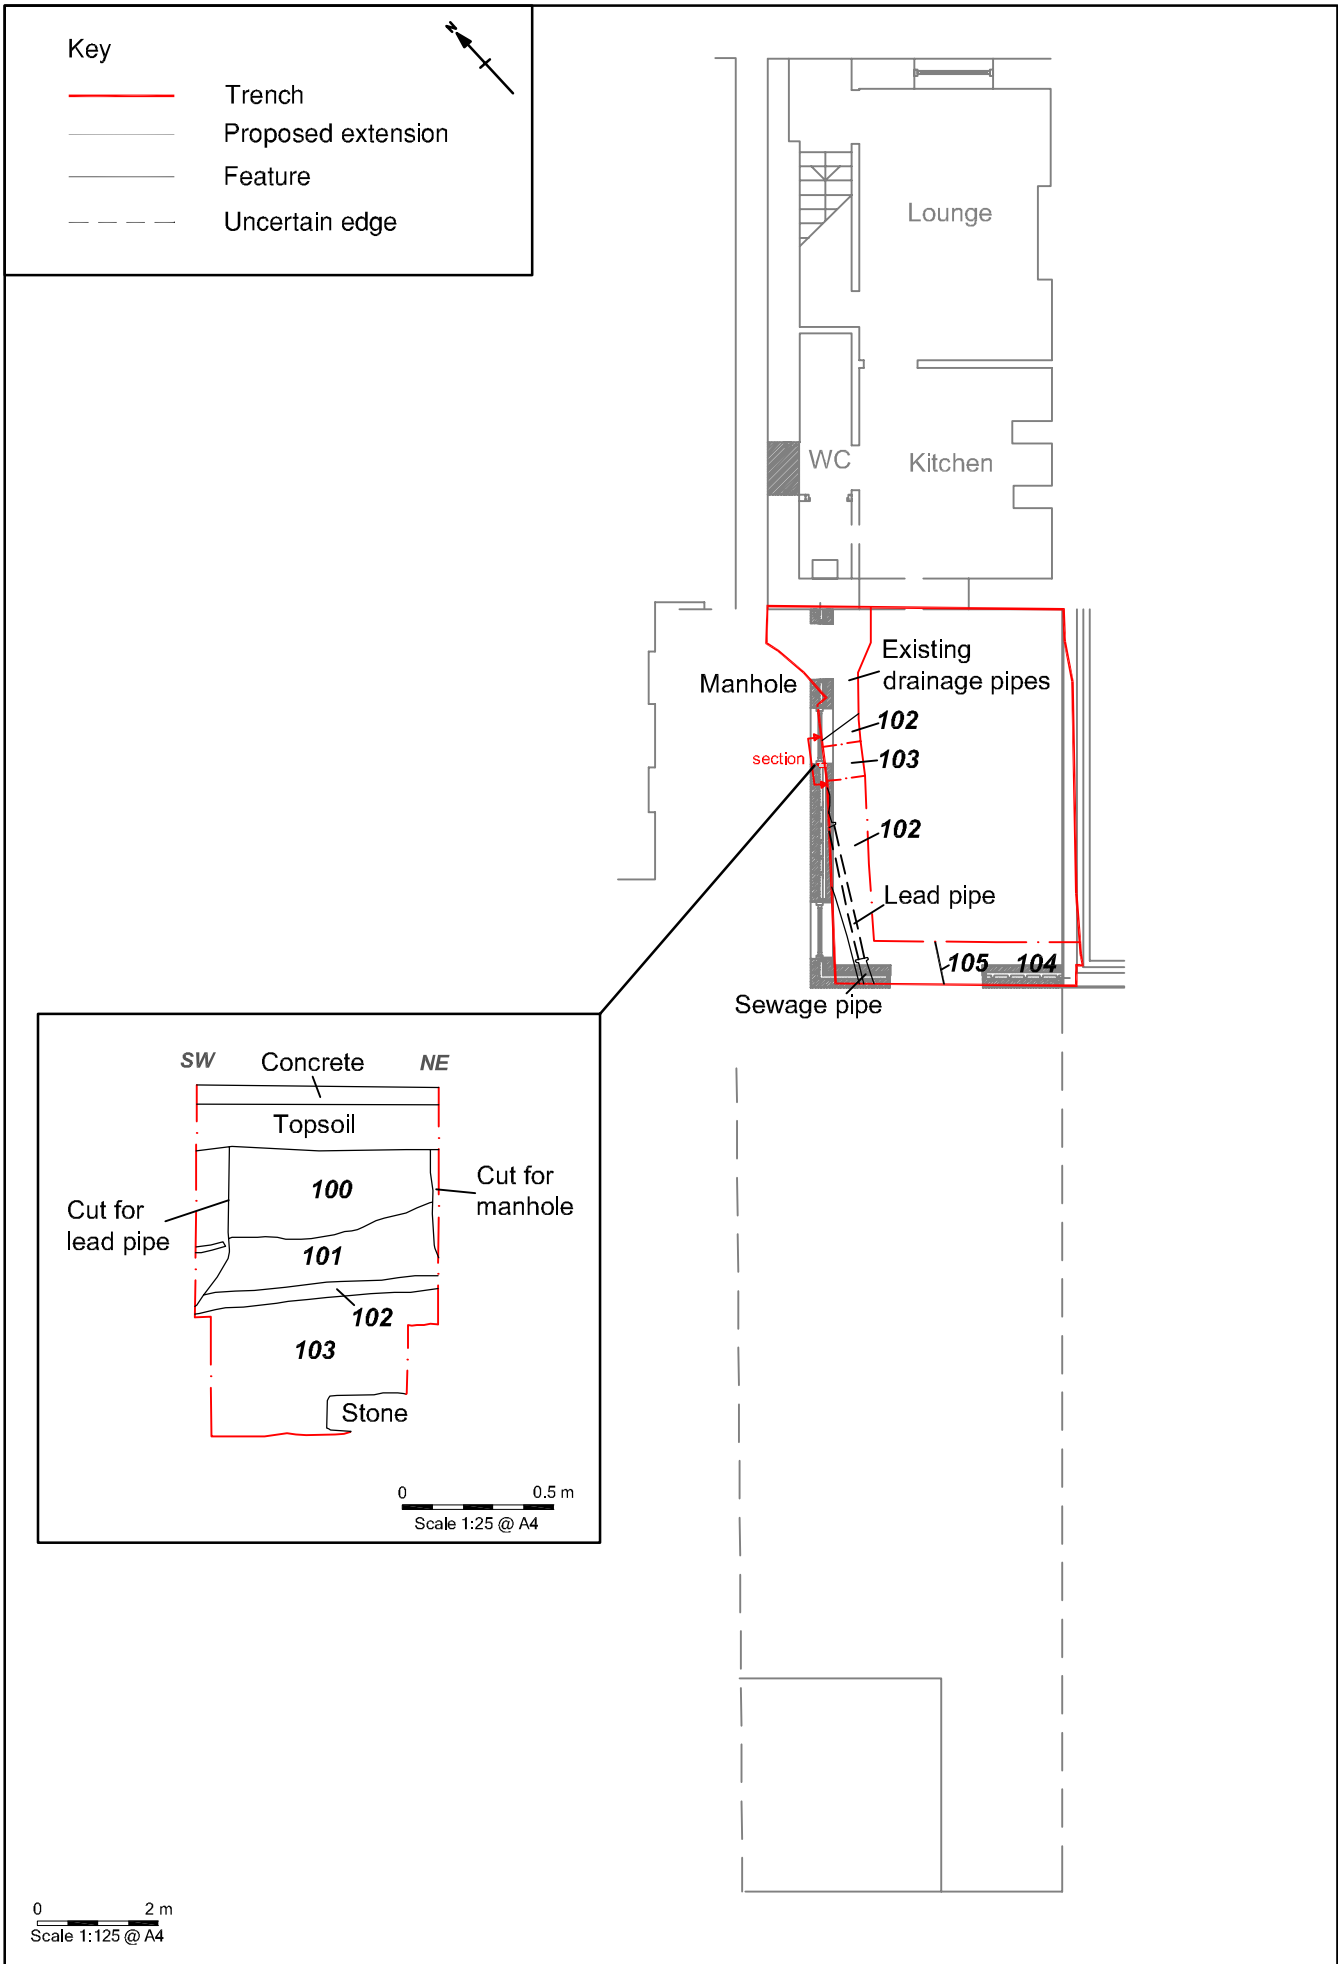 Key
N
Trench
Proposed extension
Feature
Uncertain edge
Lounge
WC
Kitchen
Existing
drainage pipes
Manhole
102
section
103
102
Lead pipe
105
104
Sewage pipe
SW
NE
Concrete
Topsoil
100
Cut for
manhole
Cut for
lead pipe
101
102
103
Stone
0
0.5 m
Scale 1:25 @ A4
0
2 m
Scale 1:125 @ A4